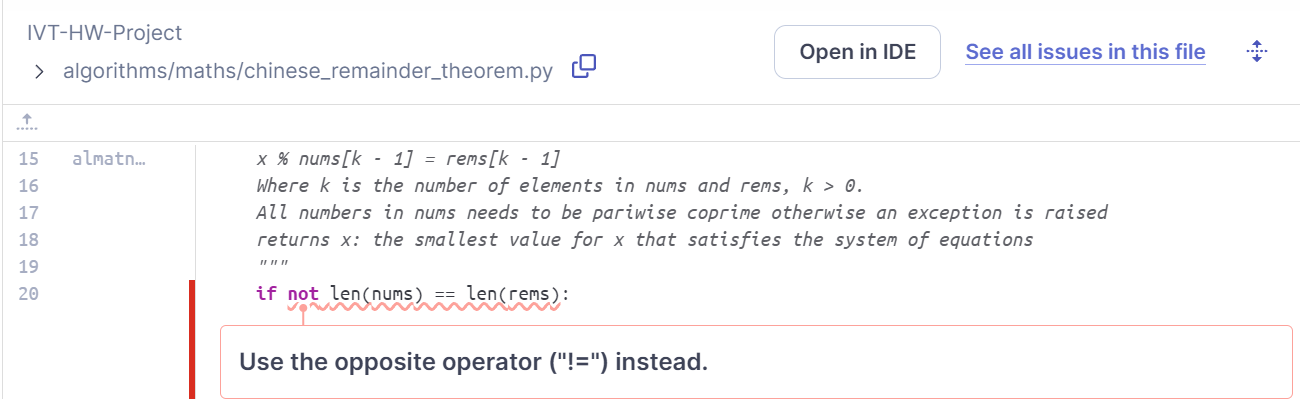 IVT-HW-Project
algorithms/maths/chinese_remainder_theorem.py
Open in IDE
See all issues in this file
15 almatn… x % nums[k - 1] = rems[k - 1]
16 Where k is the number of elements in nums and rems, k > 0.
17 All numbers in nums needs to be pariwise coprime otherwise an exception is raised
18 returns x: the smallest value for x that satisfies the system of equations
19 """
20 if not len(nums) == len(rems):
Use the opposite operator ("!=") instead.